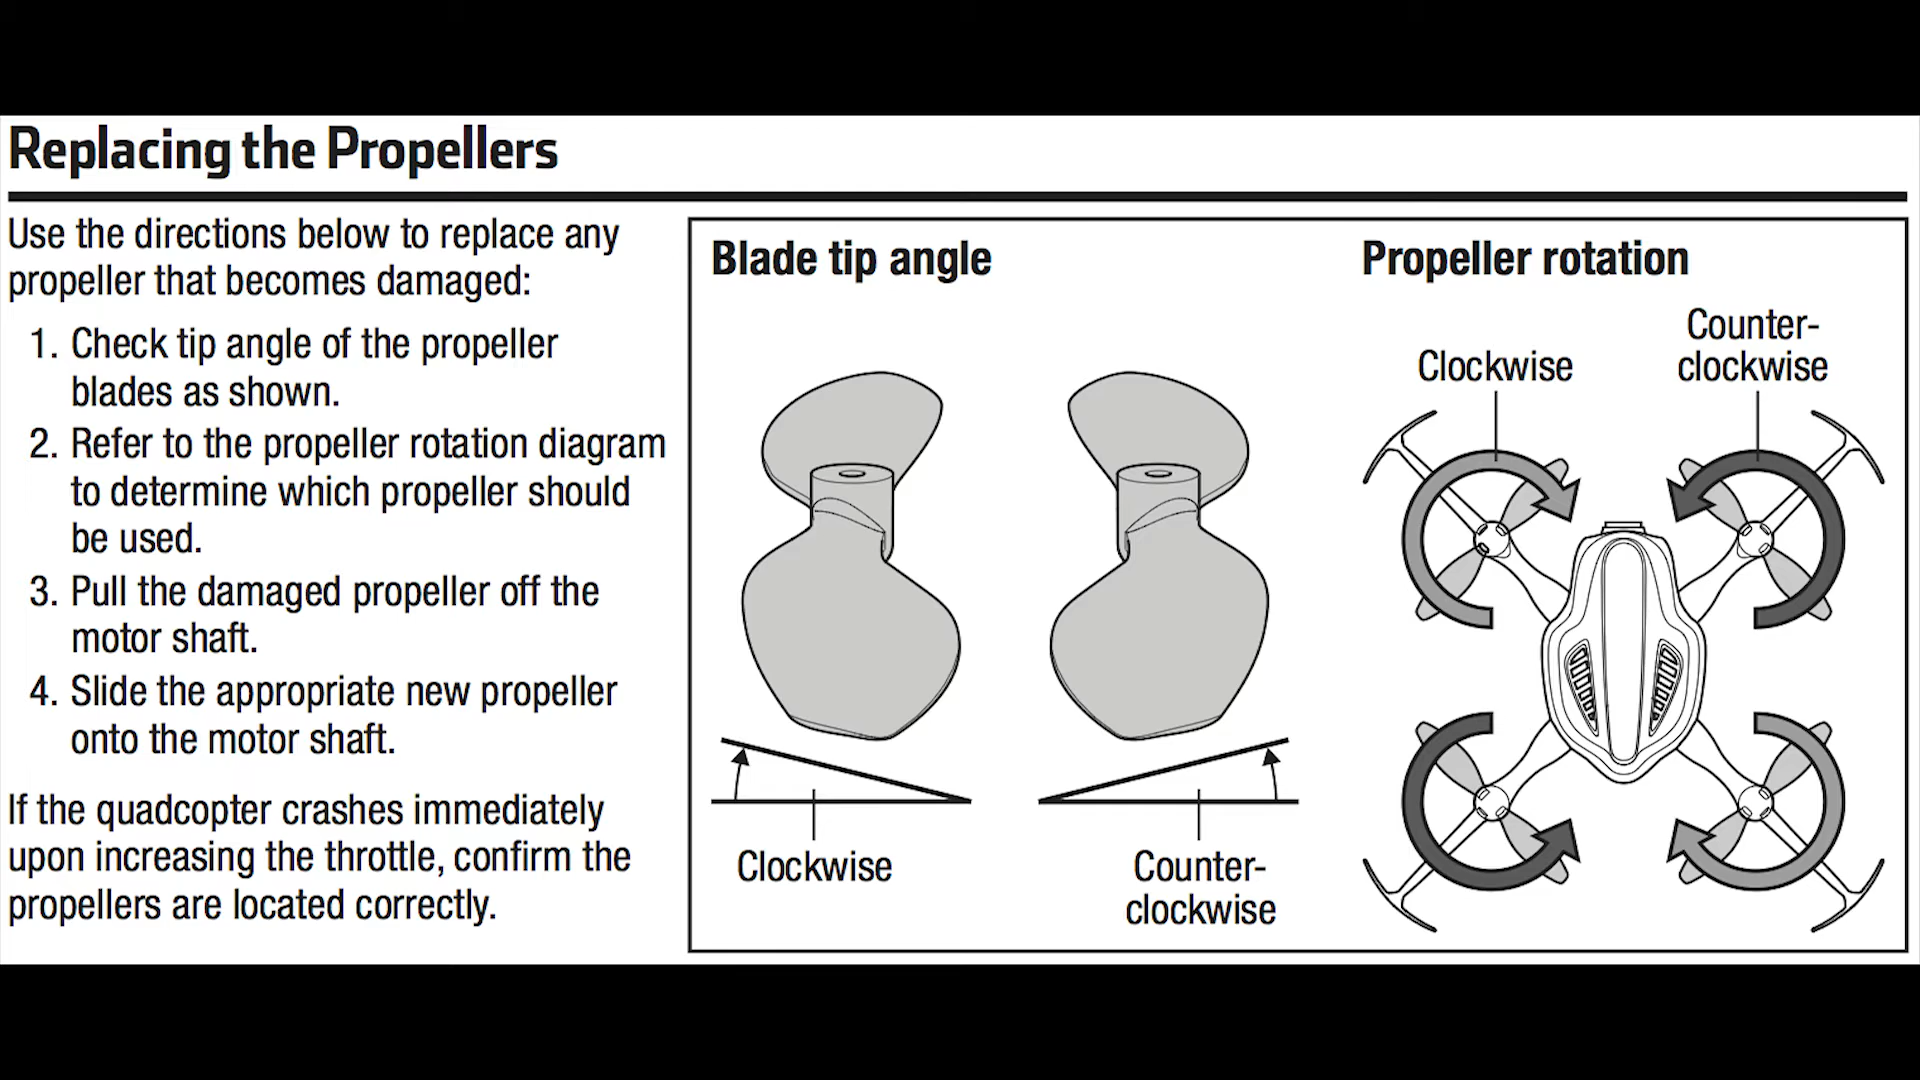 Replacing the Propellers
Use the directions below to replace any
propeller that becomes damaged:
1. Check tip angle of the propeller
blades as shown.
2. Refer to the propeller rotation diagram
to determine which propeller should
be used.
3. Pull the damaged propeller off the
motor shaft.
4. Slide the appropriate new propeller
onto the motor shaft.
If the quadcopter crashes immediately
upon increasing the throttle, confirm the
propellers are located correctly.
Blade tip angle
Clockwise
Counter-
clockwise
Propeller rotation
Clockwise
Counter-
clockwise